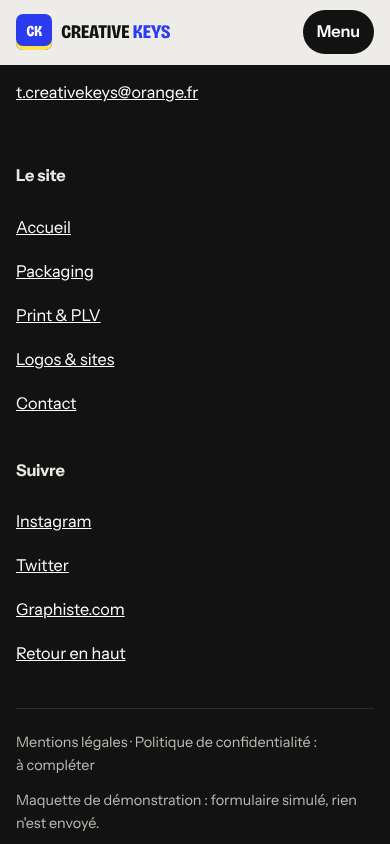 CK CREATIVE KEYS Menu
t.creativekeys@orange.fr
Le site
Accueil
Packaging
Print & PLV
Logos & sites
Contact
Suivre
Instagram
Twitter
Graphiste.com
Retour en haut
Mentions légales · Politique de confidentialité :
à compléter
Maquette de démonstration : formulaire simulé, rien
n'est envoyé.